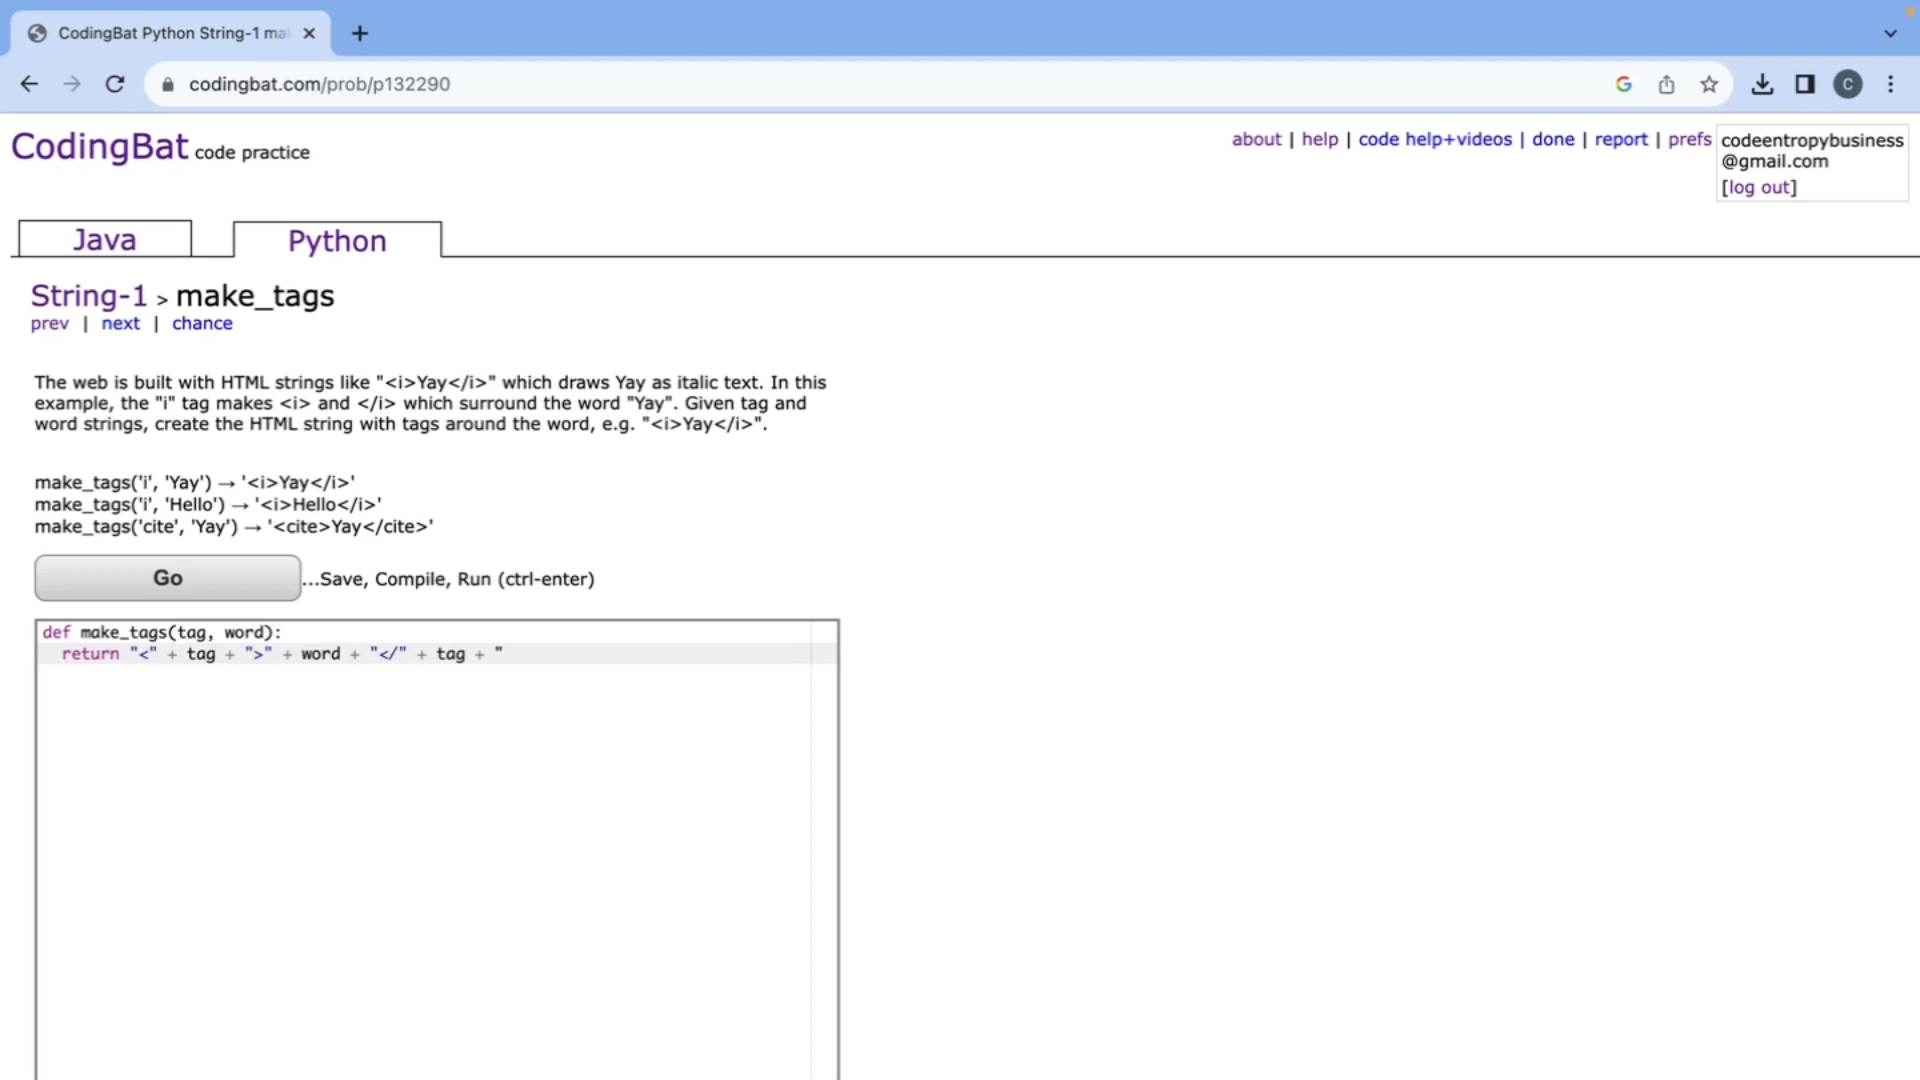 CodingBat Python String-1 ma
codingbat.com/prob/p132290
C
CodingBat code practice
about | help | code help+videos | done | report | prefs
codeentropybusiness
@gmail.com
[log out]
Java
Python
String-1 > make_tags
prev | next | chance
The web is built with HTML strings like "<i>Yay</i>" which draws Yay as italic text. In this
example, the "i" tag makes <i> and </i> which surround the word "Yay". Given tag and
word strings, create the HTML string with tags around the word, e.g. "<i>Yay</i>".
make_tags('i', 'Yay') → '<i>Yay</i>'
make_tags('i', 'Hello') → '<i>Hello</i>'
make_tags('cite', 'Yay') → '<cite>Yay</cite>'
Go
...Save, Compile, Run (ctrl-enter)
def make_tags(tag, word):
  return "<" + tag + ">" + word + "</" + tag + "